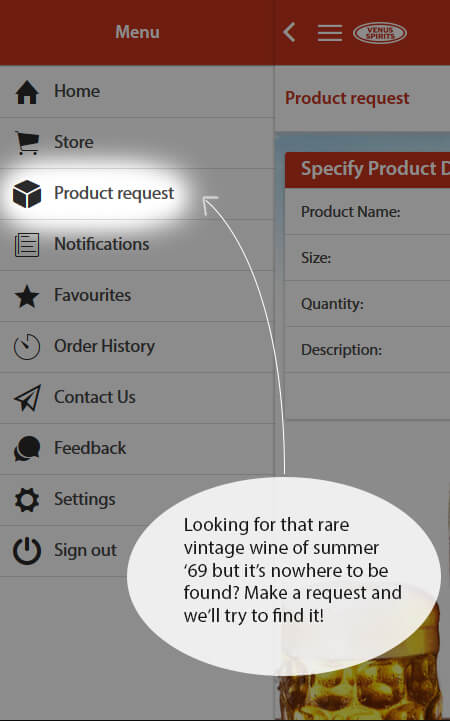 Menu
VENUS
SPIRITS
Home
Store
Product request
Notifications
Favourites
Order History
Contact Us
Feedback
Settings
Sign out
Product request
Specify Product D
Product Name:
Size:
Quantity:
Description:
Looking for that rare
vintage wine of summer
‘69 but it’s nowhere to be
found? Make a request and
we’ll try to find it!